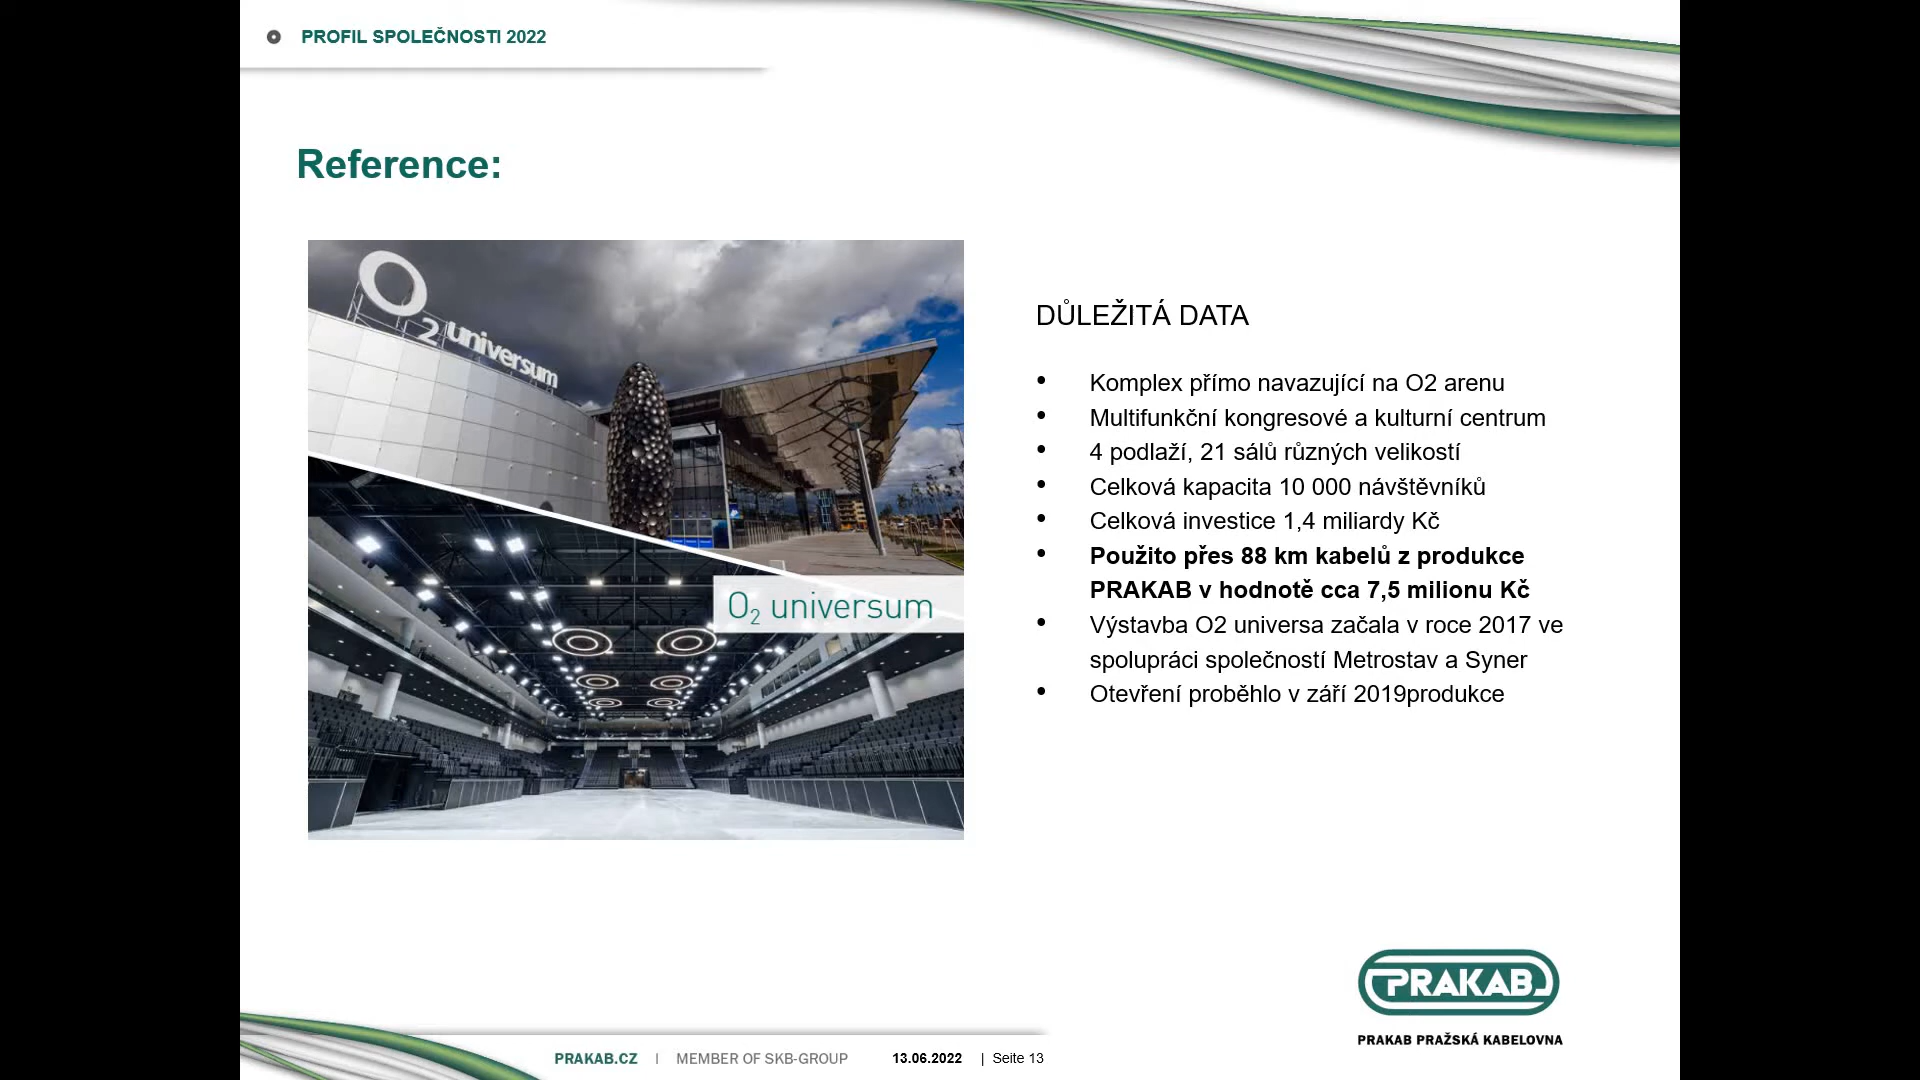 PROFIL SPOLEČNOSTI 2022
Reference:
O2 universum
O2 universum
DŮLEŽITÁ DATA
• Komplex přímo navazující na O2 arenu
• Multifunkční kongresové a kulturní centrum
• 4 podlaží, 21 sálů různých velikostí
• Celková kapacita 10 000 návštěvníků
• Celková investice 1,4 miliardy Kč
• Použito přes 88 km kabelů z produkce
PRAKAB v hodnotě cca 7,5 milionu Kč
• Výstavba O2 universa začala v roce 2017 ve
spolupráci společností Metrostav a Syner
• Otevření proběhlo v září 2019produkce
PRAKAB
PRAKAB PRAŽSKÁ KABELOVNA
PRAKAB.CZ | MEMBER OF SKB-GROUP 13.06.2022 | Seite 13